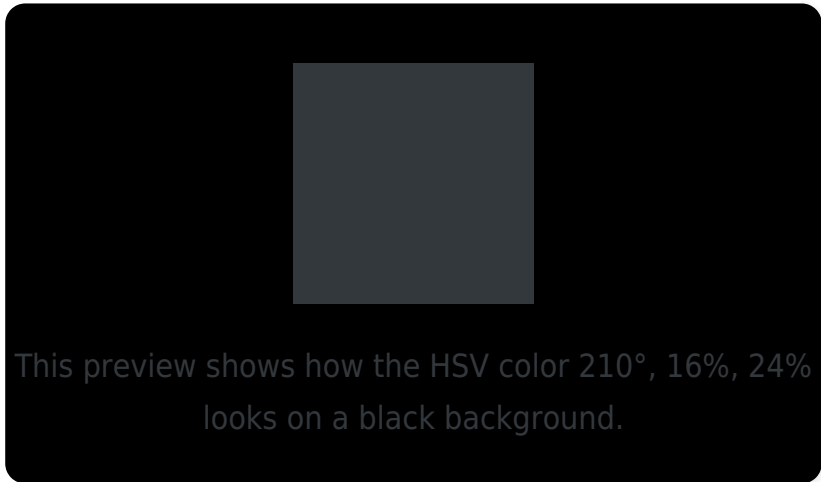 This preview shows how the HSV color 210°, 16%, 24%
looks on a black background.